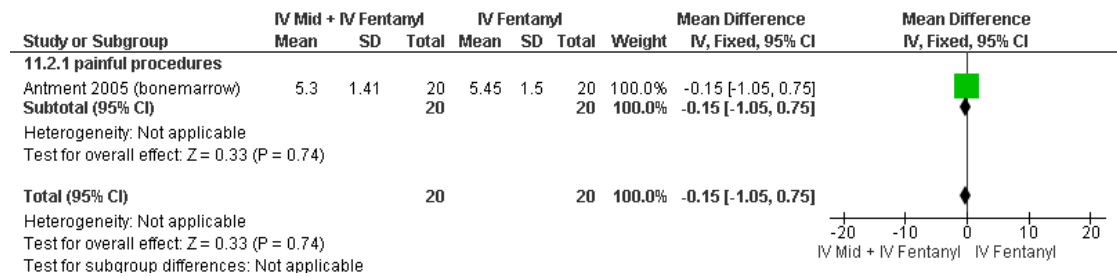 IV Mid + IV Fentanyl IV Fentanyl Mean Difference Mean Difference
Study or Subgroup Mean SD Total Mean SD Total Weight IV, Fixed, 95% CI IV, Fixed, 95% CI
11.2.1 painful procedures
Antment 2005 (bonemarrow) 5.3 1.41 20 5.45 1.5 20 100.0% -0.15 [-1.05, 0.75]
Subtotal (95% CI) 20 20 100.0% -0.15 [-1.05, 0.75]
Heterogeneity: Not applicable
Test for overall effect: Z = 0.33 (P = 0.74)
Total (95% CI) 20 20 100.0% -0.15 [-1.05, 0.75]
Heterogeneity: Not applicable
Test for overall effect: Z = 0.33 (P = 0.74)
Test for subgroup differences: Not applicable
-20 -10 0 10 20
IV Mid + IV Fentanyl IV Fentanyl